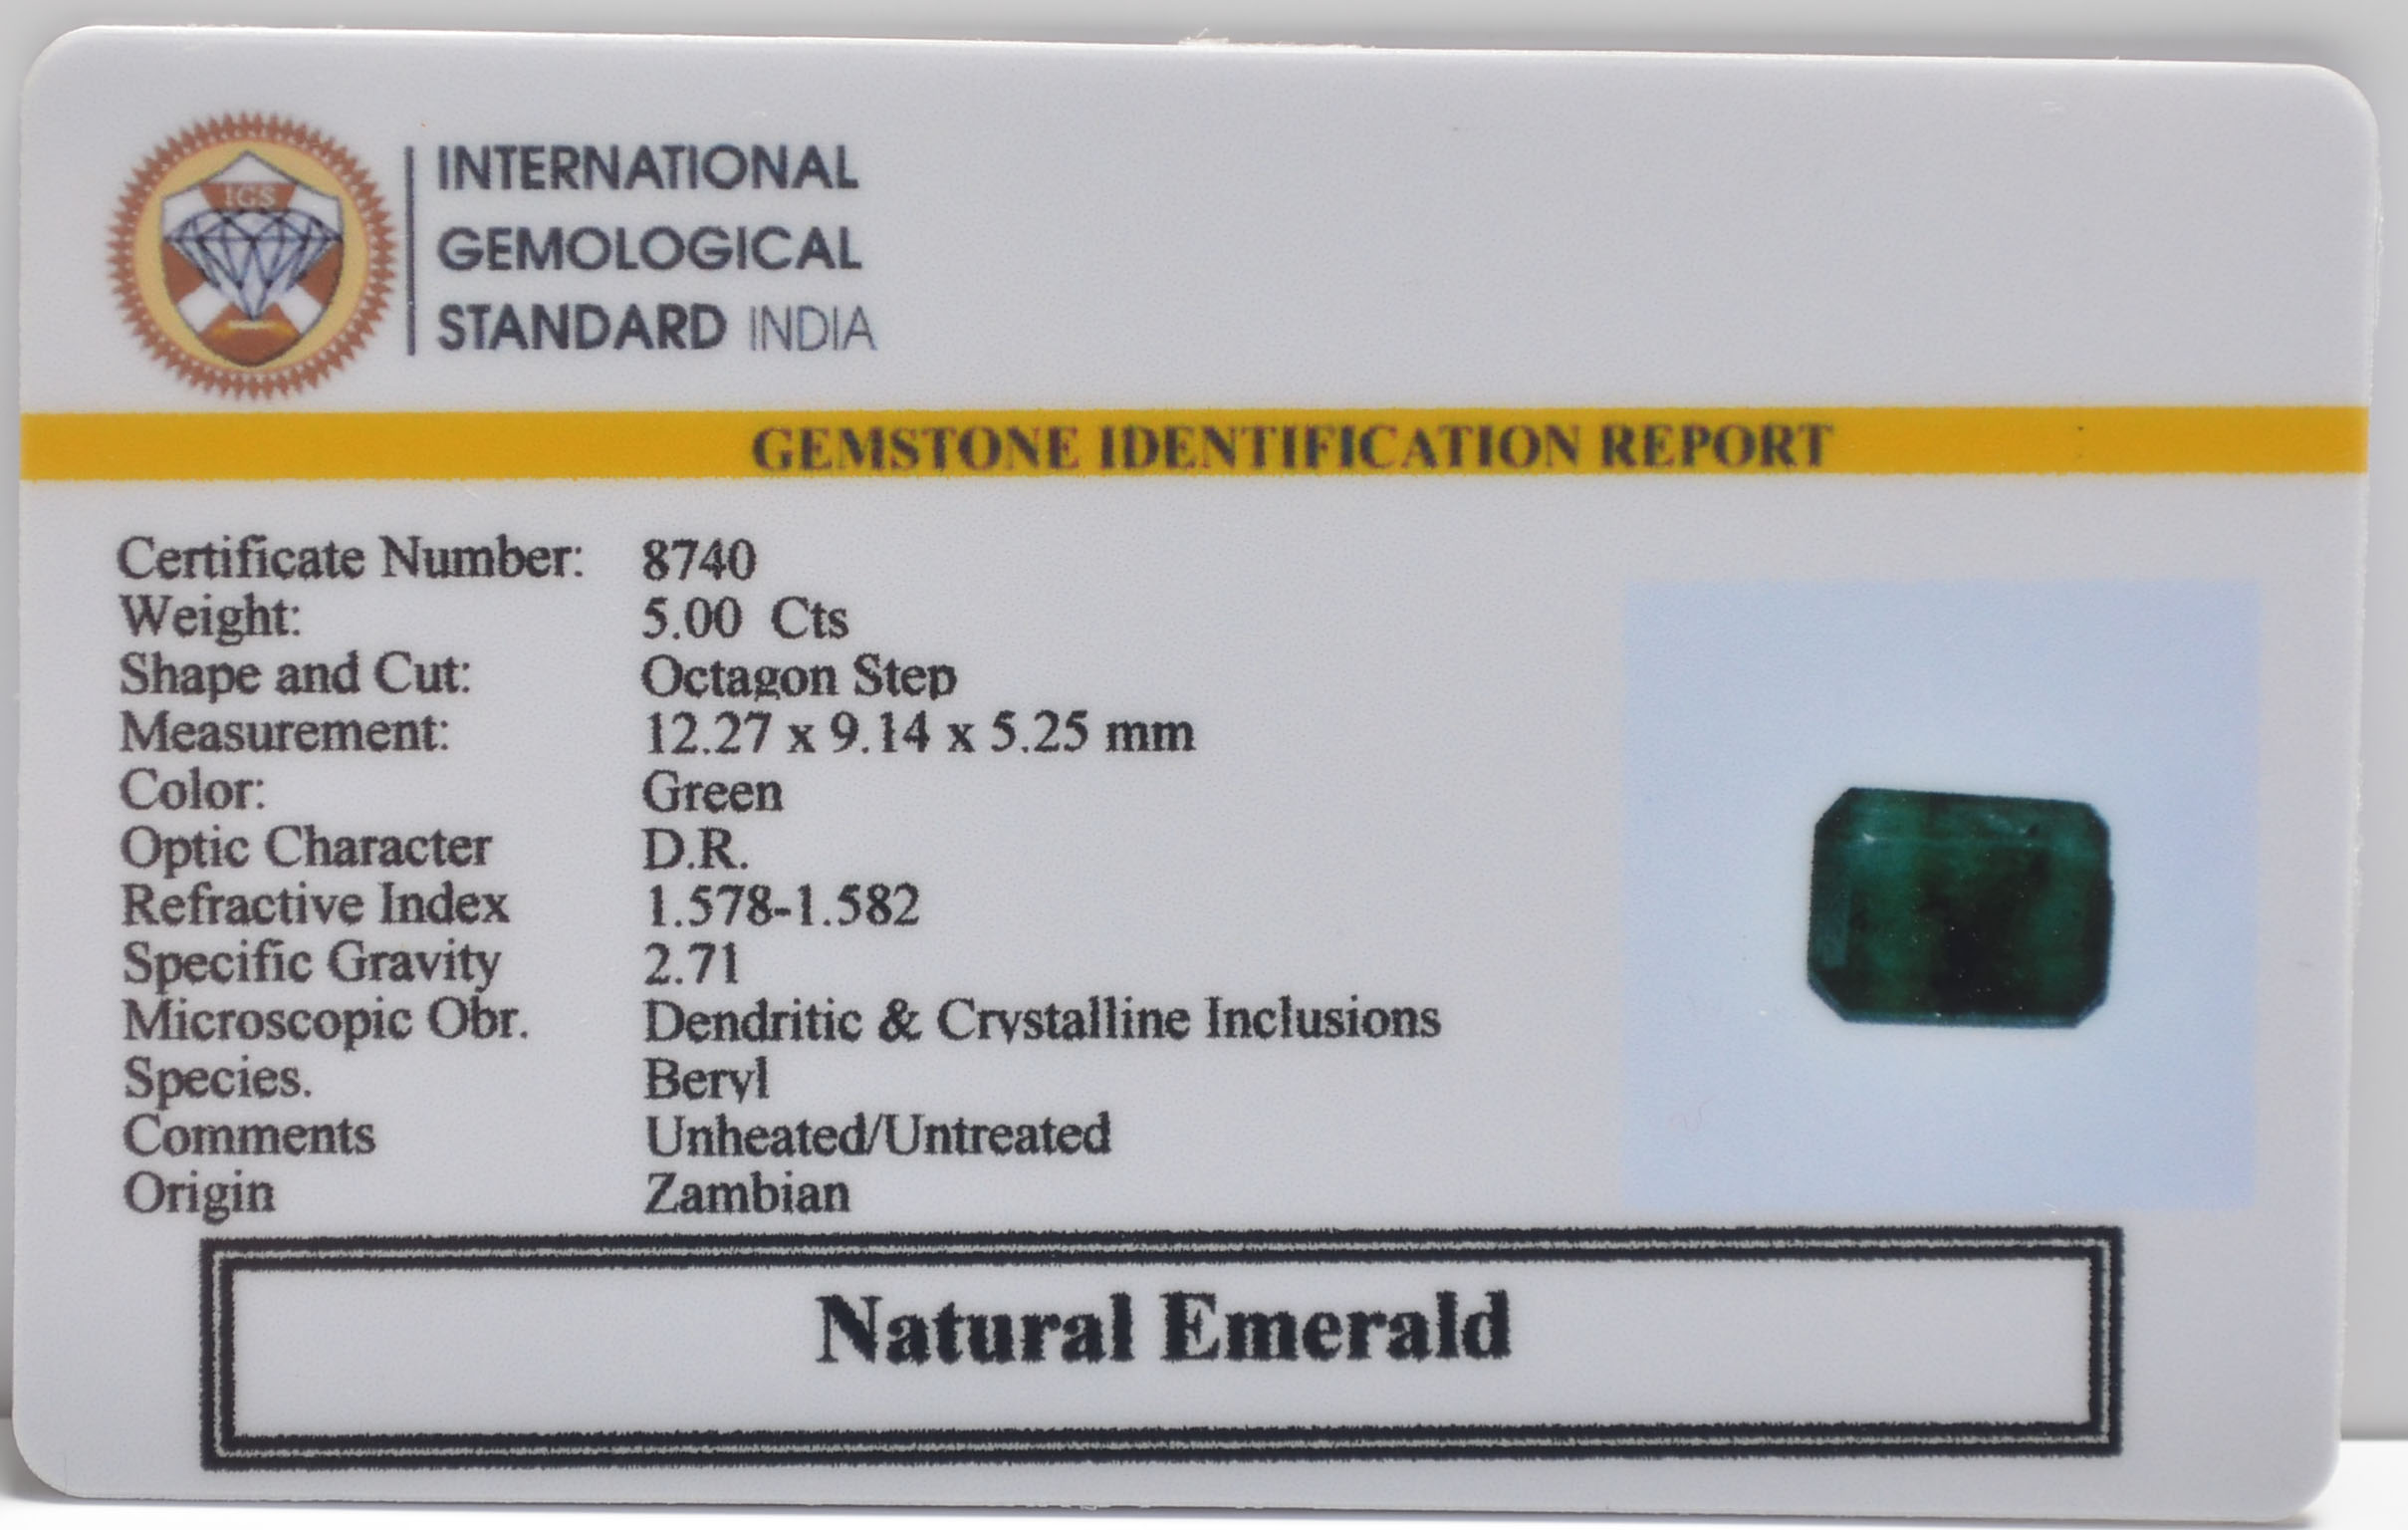 IGS
INTERNATIONAL
GEMOLOGICAL
STANDARD INDIA
GEMSTONE IDENTIFICATION REPORT
Certificate Number: 8740
Weight: 5.00 Cts
Shape and Cut: Octagon Step
Measurement: 12.27 x 9.14 x 5.25 mm
Color: Green
Optic Character D.R.
Refractive Index 1.578-1.582
Specific Gravity 2.71
Microscopic Obr. Dendritic & Crystalline Inclusions
Species. Beryl
Comments Unheated/Untreated
Origin Zambian
Natural Emerald